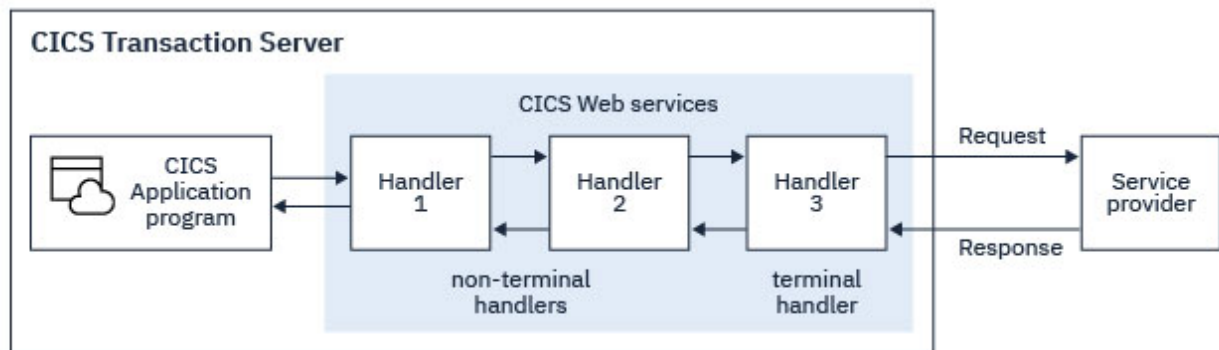 CICS Transaction Server
CICS Web services
CICS
Application
program
Handler
1
Handler
2
Handler
3
Request
Service
provider
Response
non-terminal
handlers
terminal
handler